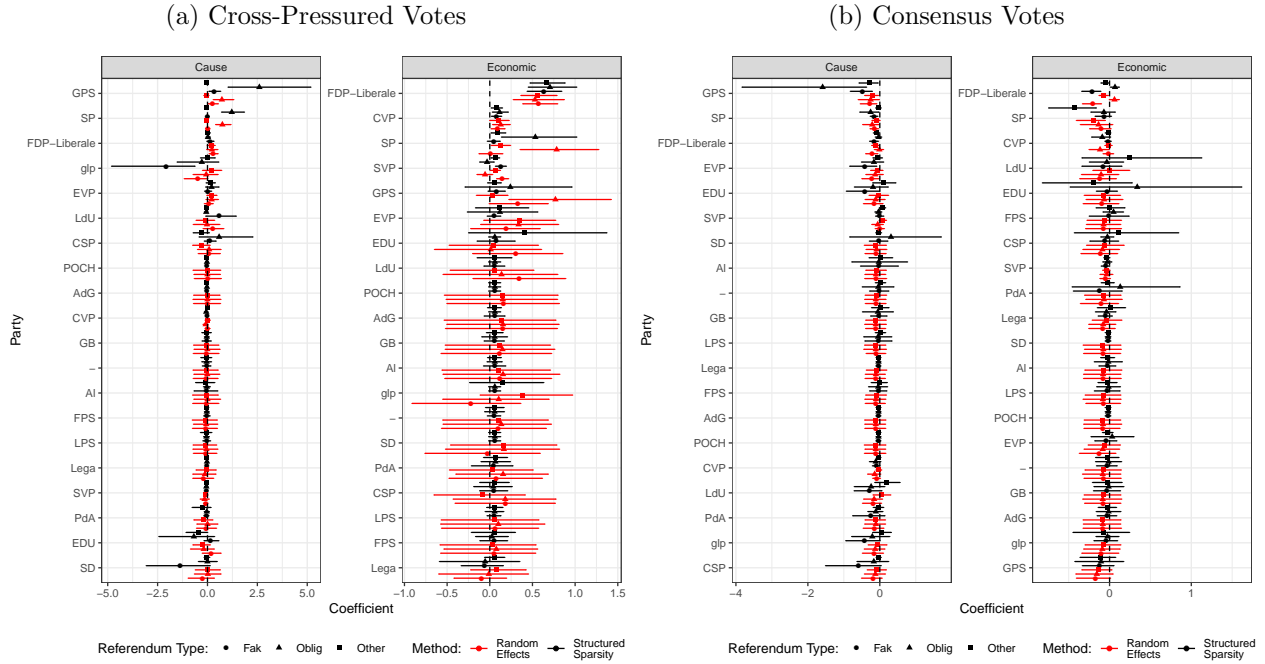 (a) Cross-Pressured Votes
(b) Consensus Votes
Cause
Economic
Cause
Economic
Party
GPS
SP
FDP−Liberale
glp
EVP
LdU
CSP
POCH
AdG
CVP
GB
−
AI
FPS
LPS
Lega
SVP
PdA
EDU
SD
−5.0
−2.5
0.0
2.5
5.0
FDP−Liberale
CVP
SP
SVP
GPS
EVP
EDU
LdU
POCH
AdG
GB
AI
glp
−
SD
PdA
CSP
LPS
FPS
Lega
−1.0
−0.5
0.0
0.5
1.0
1.5
Coefficient
Referendum Type: Fak Oblig Other Method: Random Effects Structured Sparsity
Party
GPS
SP
FDP−Liberale
EVP
EDU
SVP
SD
AI
−
GB
LPS
Lega
FPS
AdG
POCH
CVP
LdU
PdA
glp
CSP
−4
−2
0
FDP−Liberale
SP
CVP
LdU
EDU
FPS
CSP
SVP
PdA
Lega
SD
AI
LPS
POCH
EVP
−
GB
AdG
glp
GPS
0
1
Coefficient
Referendum Type: Fak Oblig Other Method: Random Effects Structured Sparsity